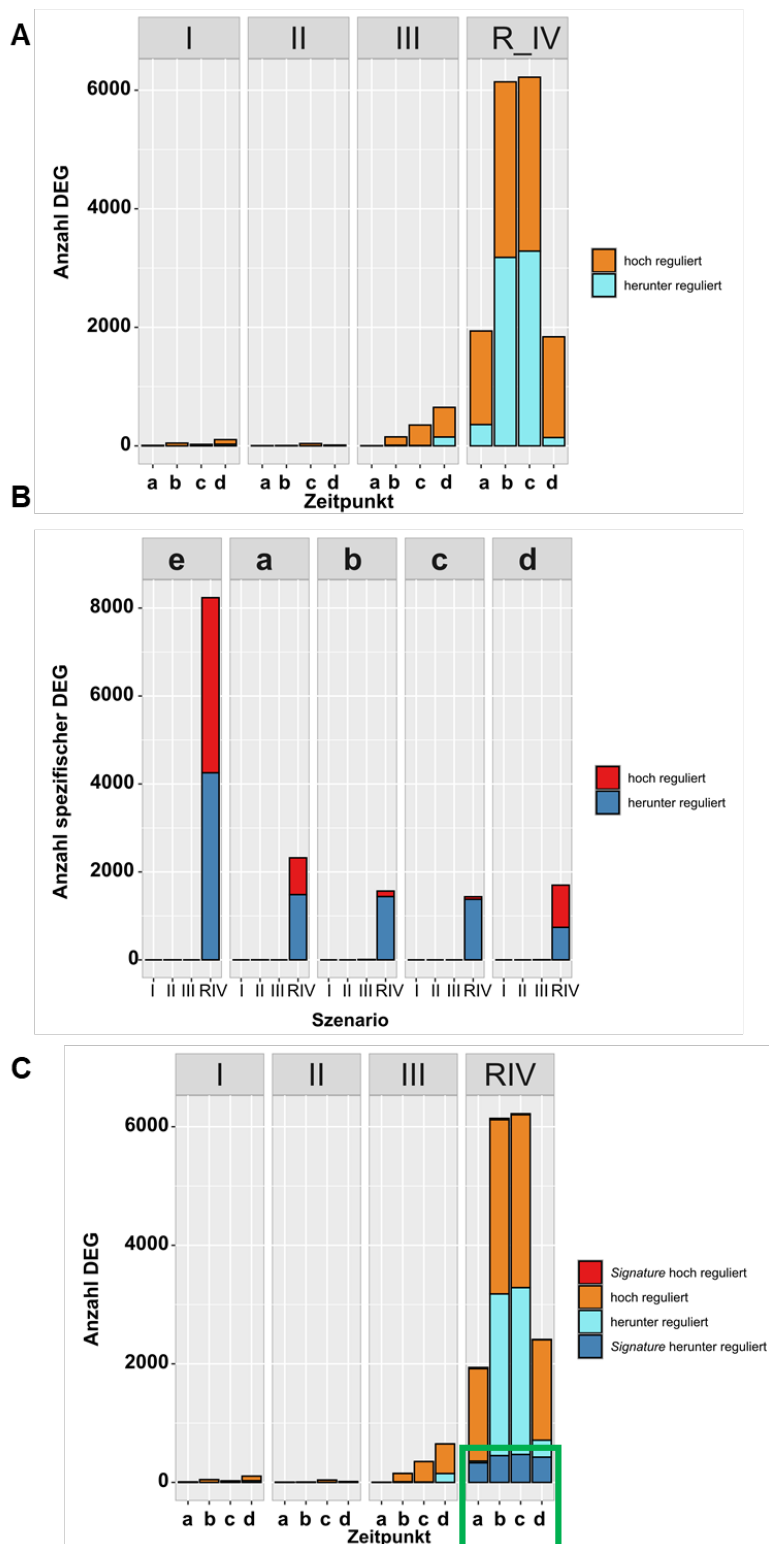 A
I II III R_IV
6000
4000
2000
0
Anzahl DEG
hoch reguliert
herunter reguliert
a b c d a b c d a b c d a b c d
Zeitpunkt
B
e a b c d
8000
6000
4000
2000
0
Anzahl spezifischer DEG
hoch reguliert
herunter reguliert
I II III RIV I II III RIV I II III RIV I II III RIV I II III RIV
Szenario
C
I II III RIV
6000
4000
2000
0
Anzahl DEG
Signature hoch reguliert
hoch reguliert
herunter reguliert
Signature herunter reguliert
a b c d a b c d a b c d a b c d
Zeitpunkt